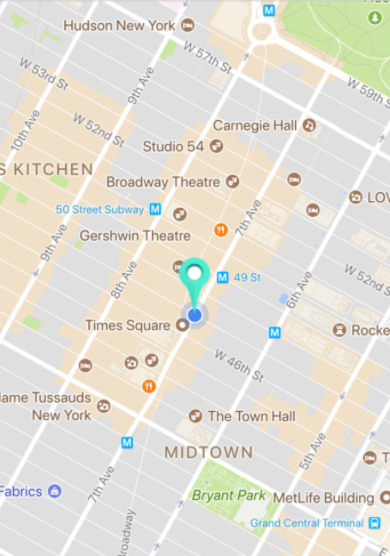 Hudson New York
M
W 57th St
W 59th St
9th Ave
W 53rd St
10th Ave
W 52nd St
Carnegie Hall
Studio 54
S KITCHEN
Broadway Theatre
LOV
50 Street Subway
M
7th Ave
Gershwin Theatre
9th Ave
8th Ave
M
49 St
6th Ave
W 52nd S
Times Square
M
Rocke
W 46th St
lame Tussauds
New York
The Town Hall
M
MIDTOWN
5th Ave
T
7th Ave
Fabrics
Bryant Park
MetLife Building
Broadway
Grand Central Terminal